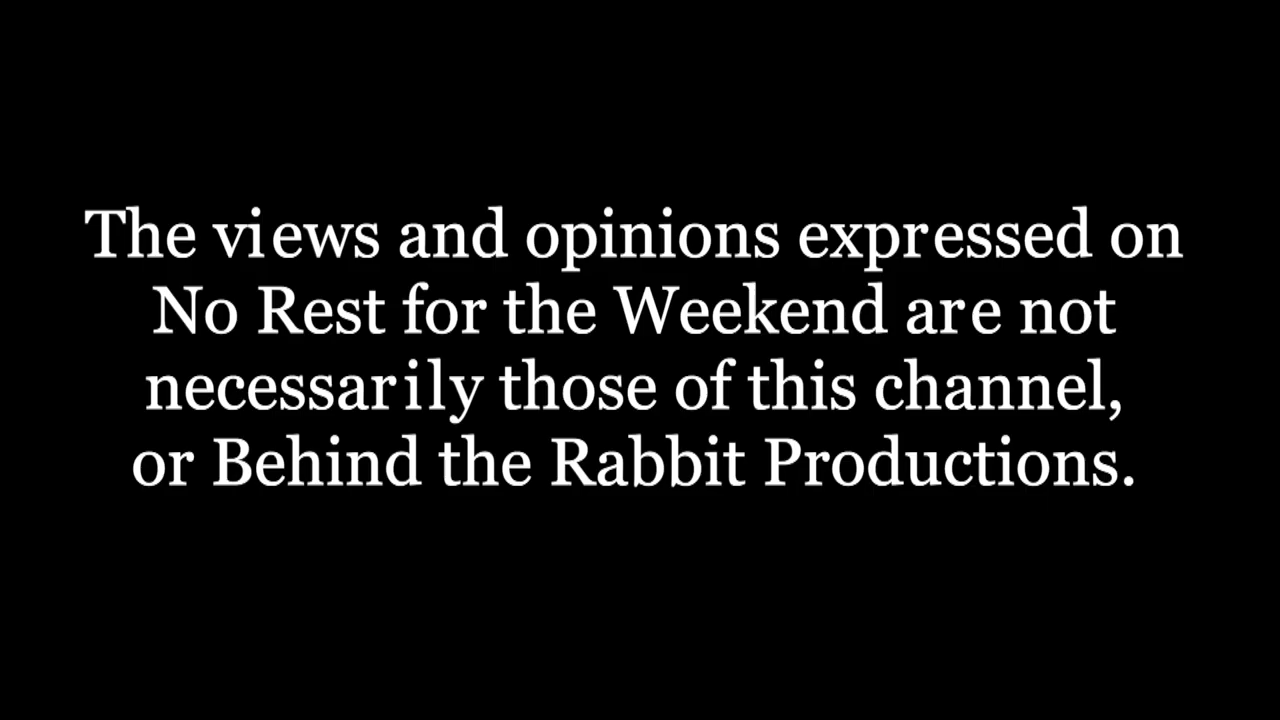 The views and opinions expressed on
No Rest for the Weekend are not
necessarily those of this channel,
or Behind the Rabbit Productions.